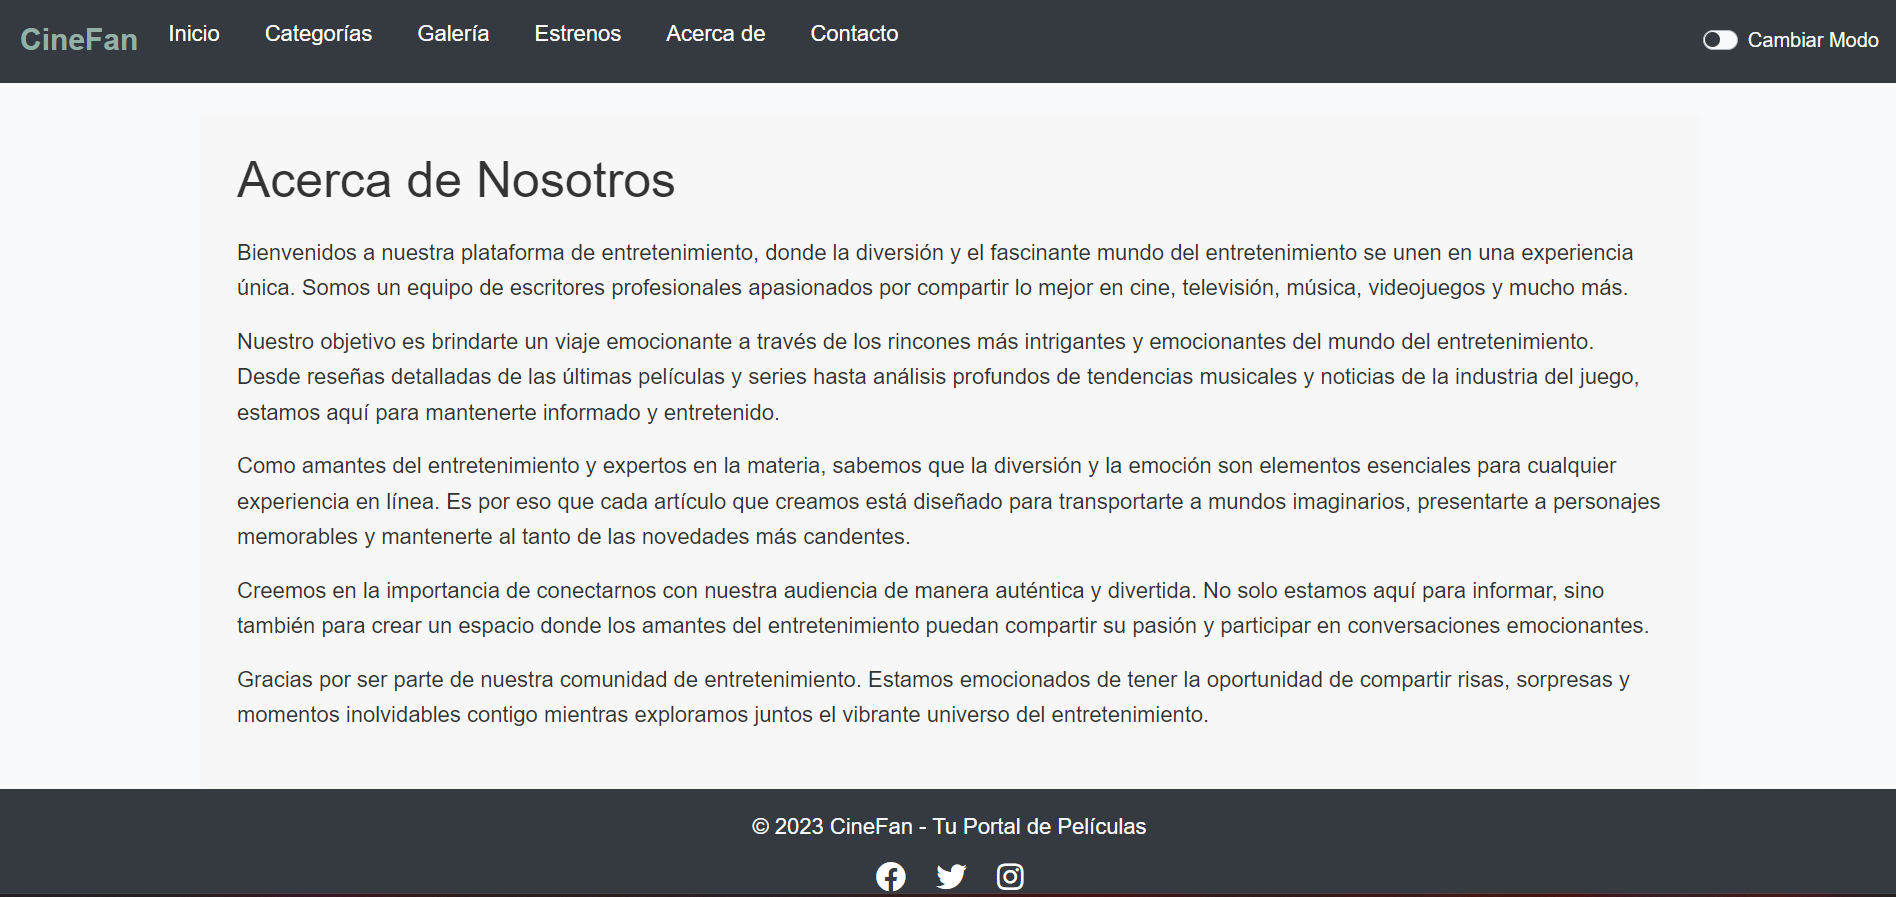 CineFan Inicio Categorías Galería Estrenos Acerca de Contacto Cambiar Modo
Acerca de Nosotros
Bienvenidos a nuestra plataforma de entretenimiento, donde la diversión y el fascinante mundo del entretenimiento se unen en una experiencia
única. Somos un equipo de escritores profesionales apasionados por compartir lo mejor en cine, televisión, música, videojuegos y mucho más.
Nuestro objetivo es brindarte un viaje emocionante a través de los rincones más intrigantes y emocionantes del mundo del entretenimiento.
Desde reseñas detalladas de las últimas películas y series hasta análisis profundos de tendencias musicales y noticias de la industria del juego,
estamos aquí para mantenerte informado y entretenido.
Como amantes del entretenimiento y expertos en la materia, sabemos que la diversión y la emoción son elementos esenciales para cualquier
experiencia en línea. Es por eso que cada artículo que creamos está diseñado para transportarte a mundos imaginarios, presentarte a personajes
memorables y mantenerte al tanto de las novedades más candentes.
Creemos en la importancia de conectarnos con nuestra audiencia de manera auténtica y divertida. No solo estamos aquí para informar, sino
también para crear un espacio donde los amantes del entretenimiento puedan compartir su pasión y participar en conversaciones emocionantes.
Gracias por ser parte de nuestra comunidad de entretenimiento. Estamos emocionados de tener la oportunidad de compartir risas, sorpresas y
momentos inolvidables contigo mientras exploramos juntos el vibrante universo del entretenimiento.
© 2023 CineFan - Tu Portal de Películas